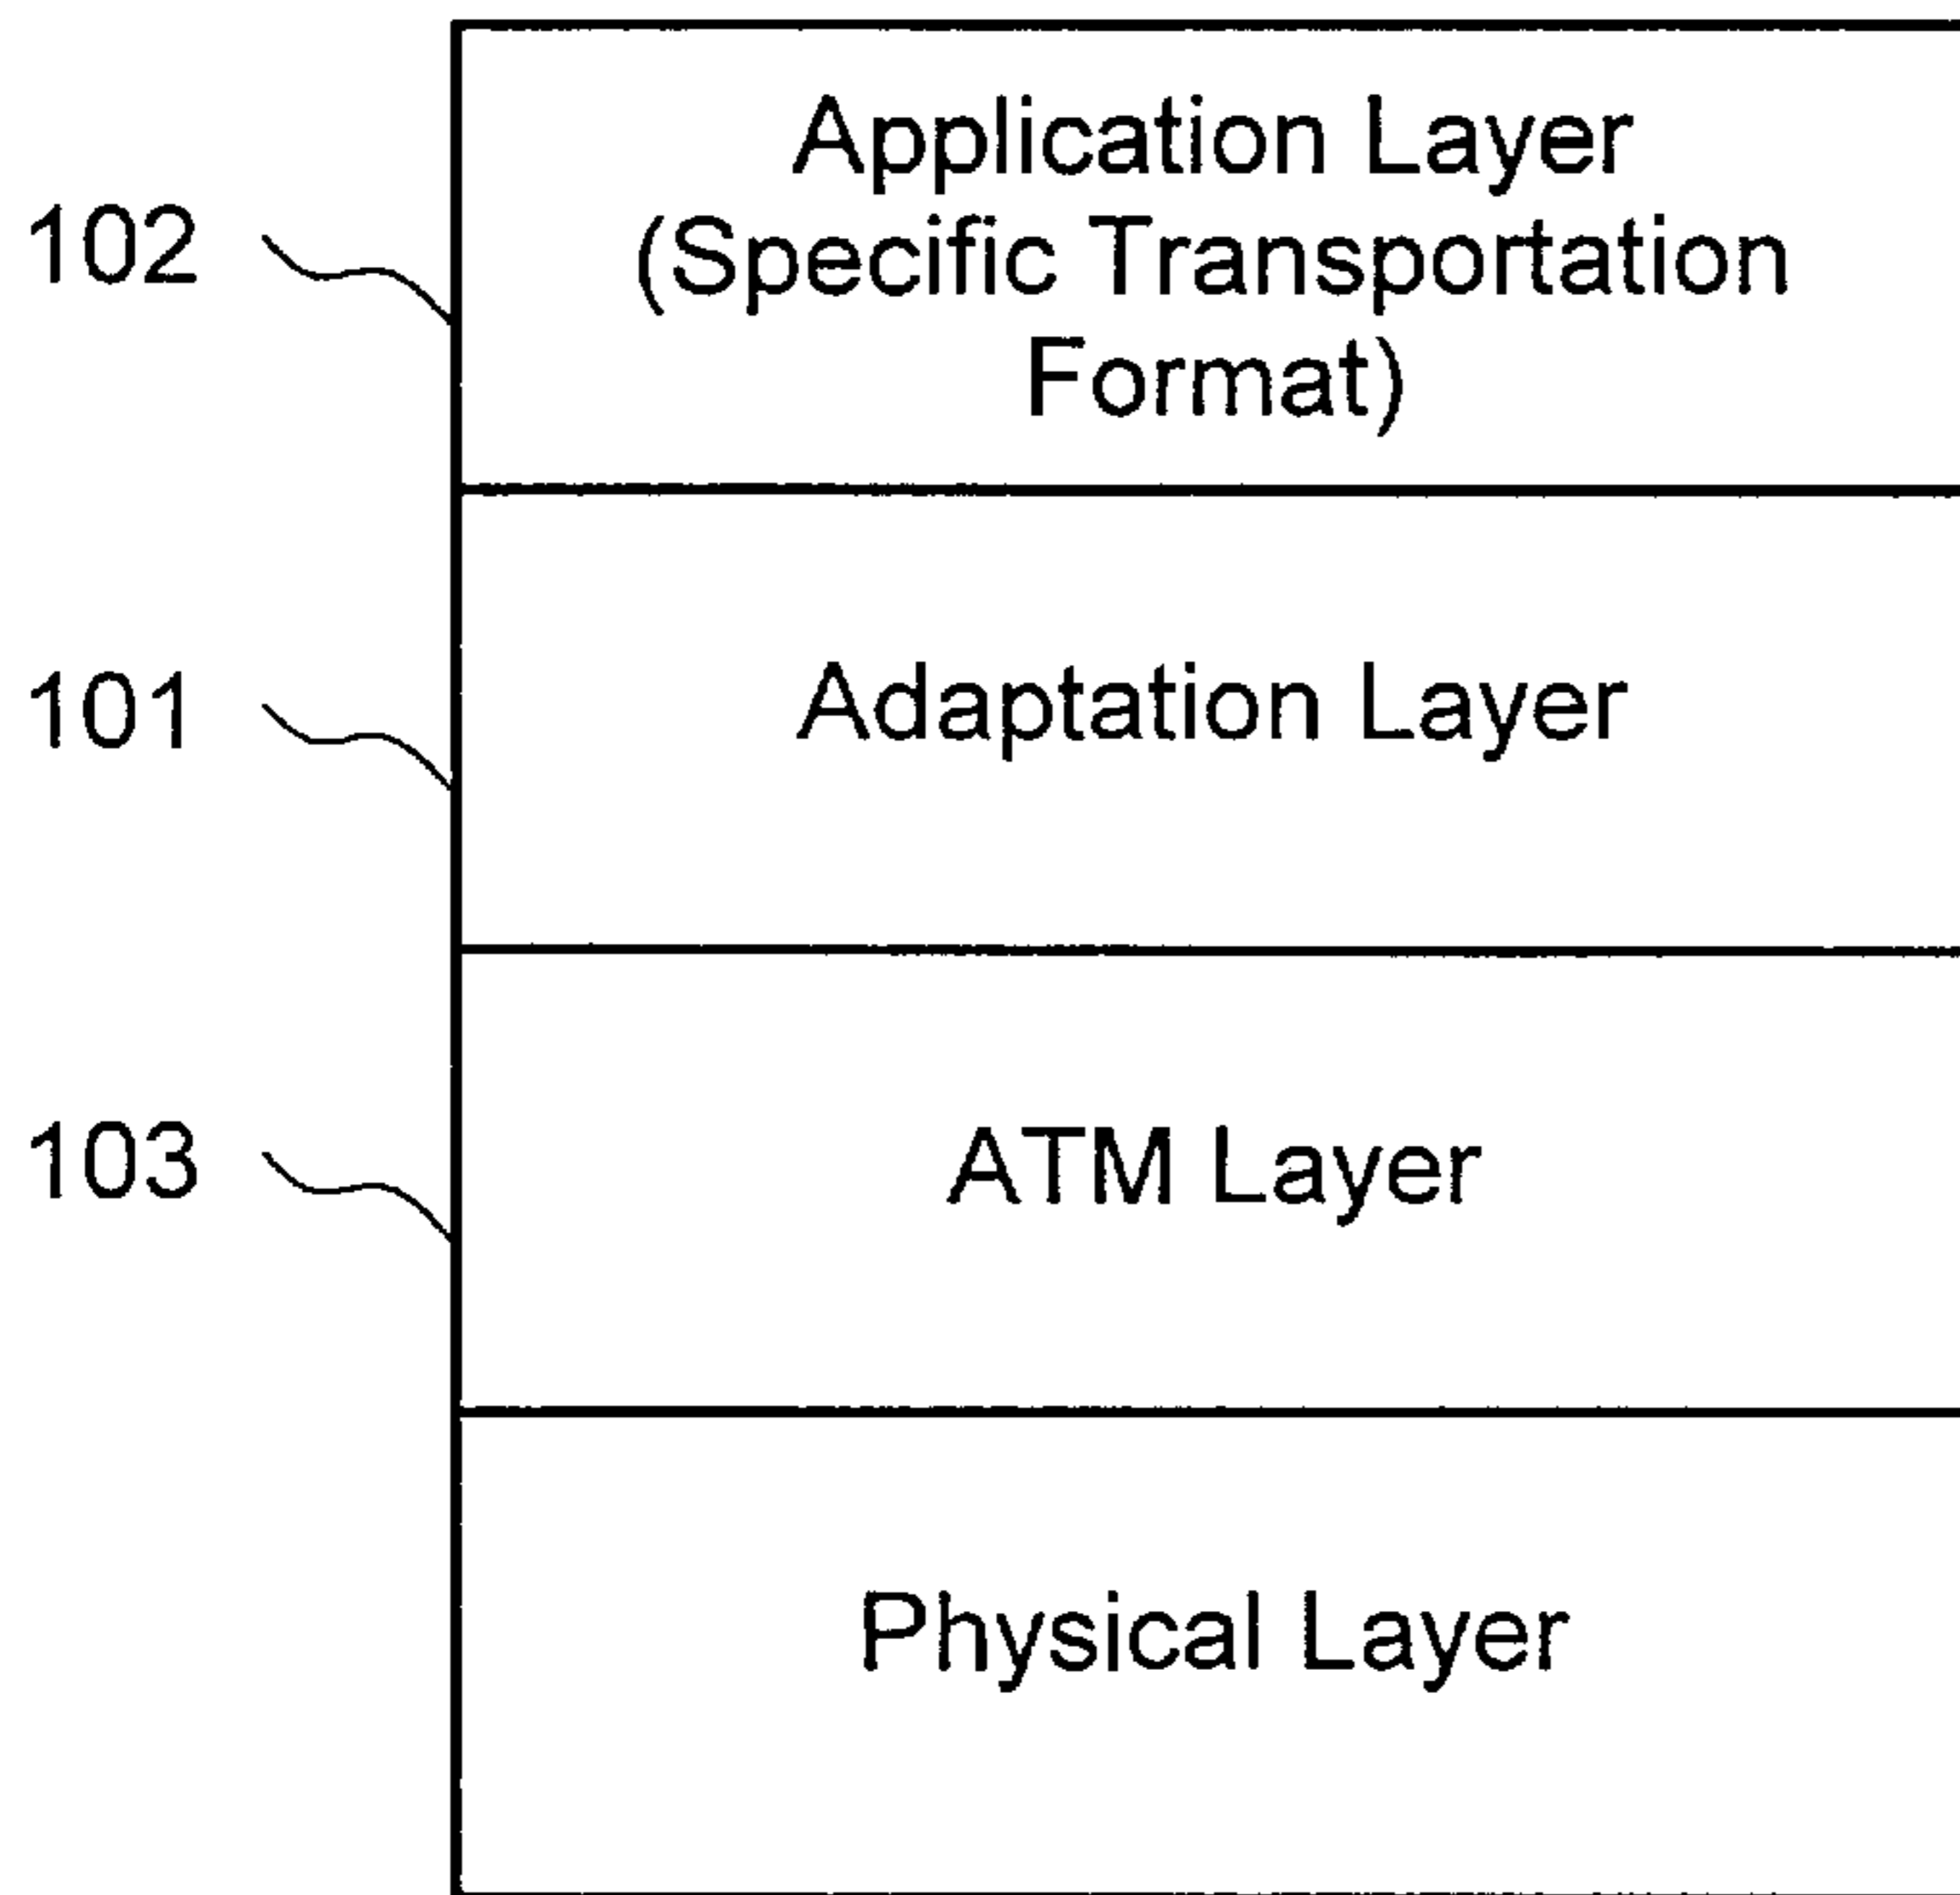 Application Layer
(Specific Transportation
Format)
102
Adaptation Layer
101
ATM Layer
103
Physical Layer